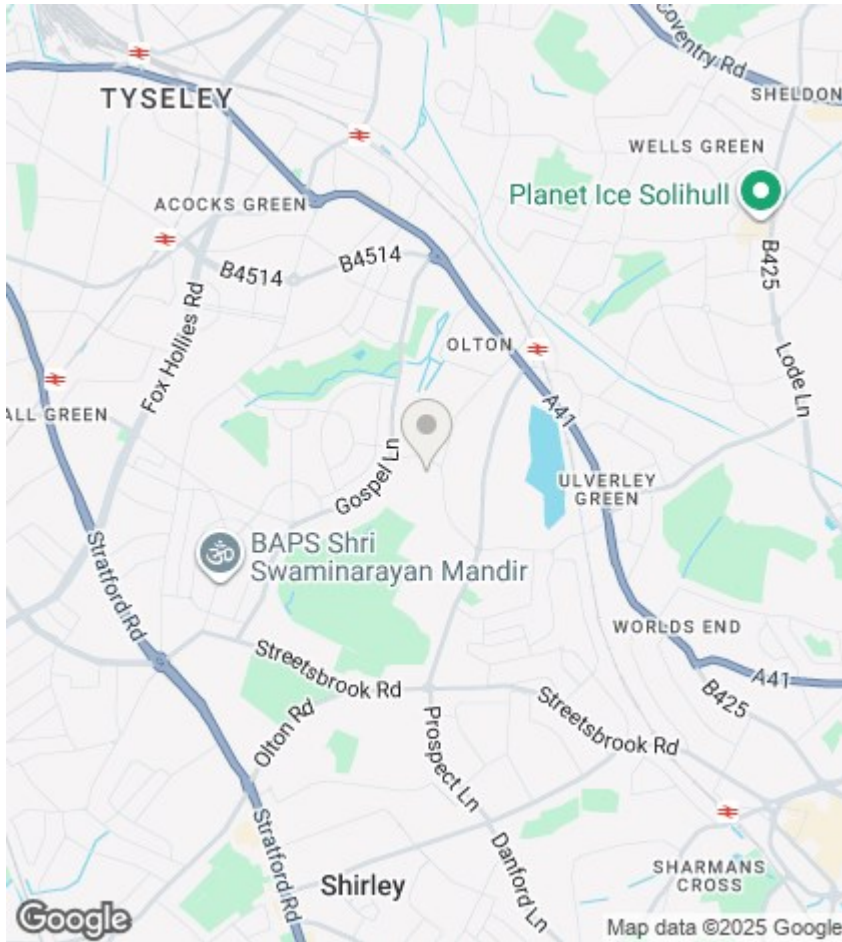 Coventry Rd
TYSELEY
SHELDON
WELLS GREEN
Planet Ice Solihull
ACOCKS GREEN
B4514
B4514
B425
Fox Hollies Rd
OLTON
Lode Ln
ALL GREEN
A41
Gospel Ln
ULVERLEY
GREEN
BAPS Shri
Swaminarayan Mandir
Stratford Rd
WORLDS END
Streetsbrook Rd
A41
B425
Olton Rd
Prospect Ln
Streetsbrook Rd
Stratford Rd
Danford Ln
Shirley
SHARMANS
CROSS
Google
Map data ©2025 Google